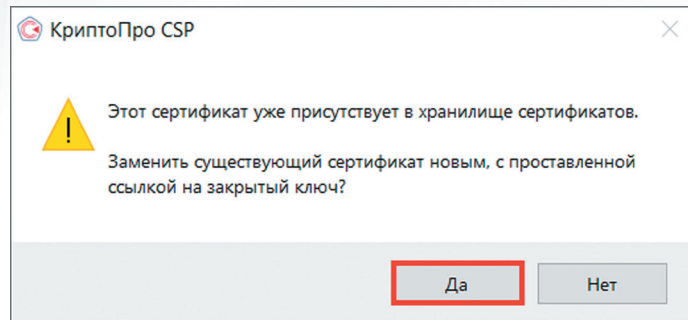 КриптоПро CSP
Этот сертификат уже присутствует в хранилище сертификатов.
Заменить существующий сертификат новым, с проставленной
ссылкой на закрытый ключ?
Да
Нет